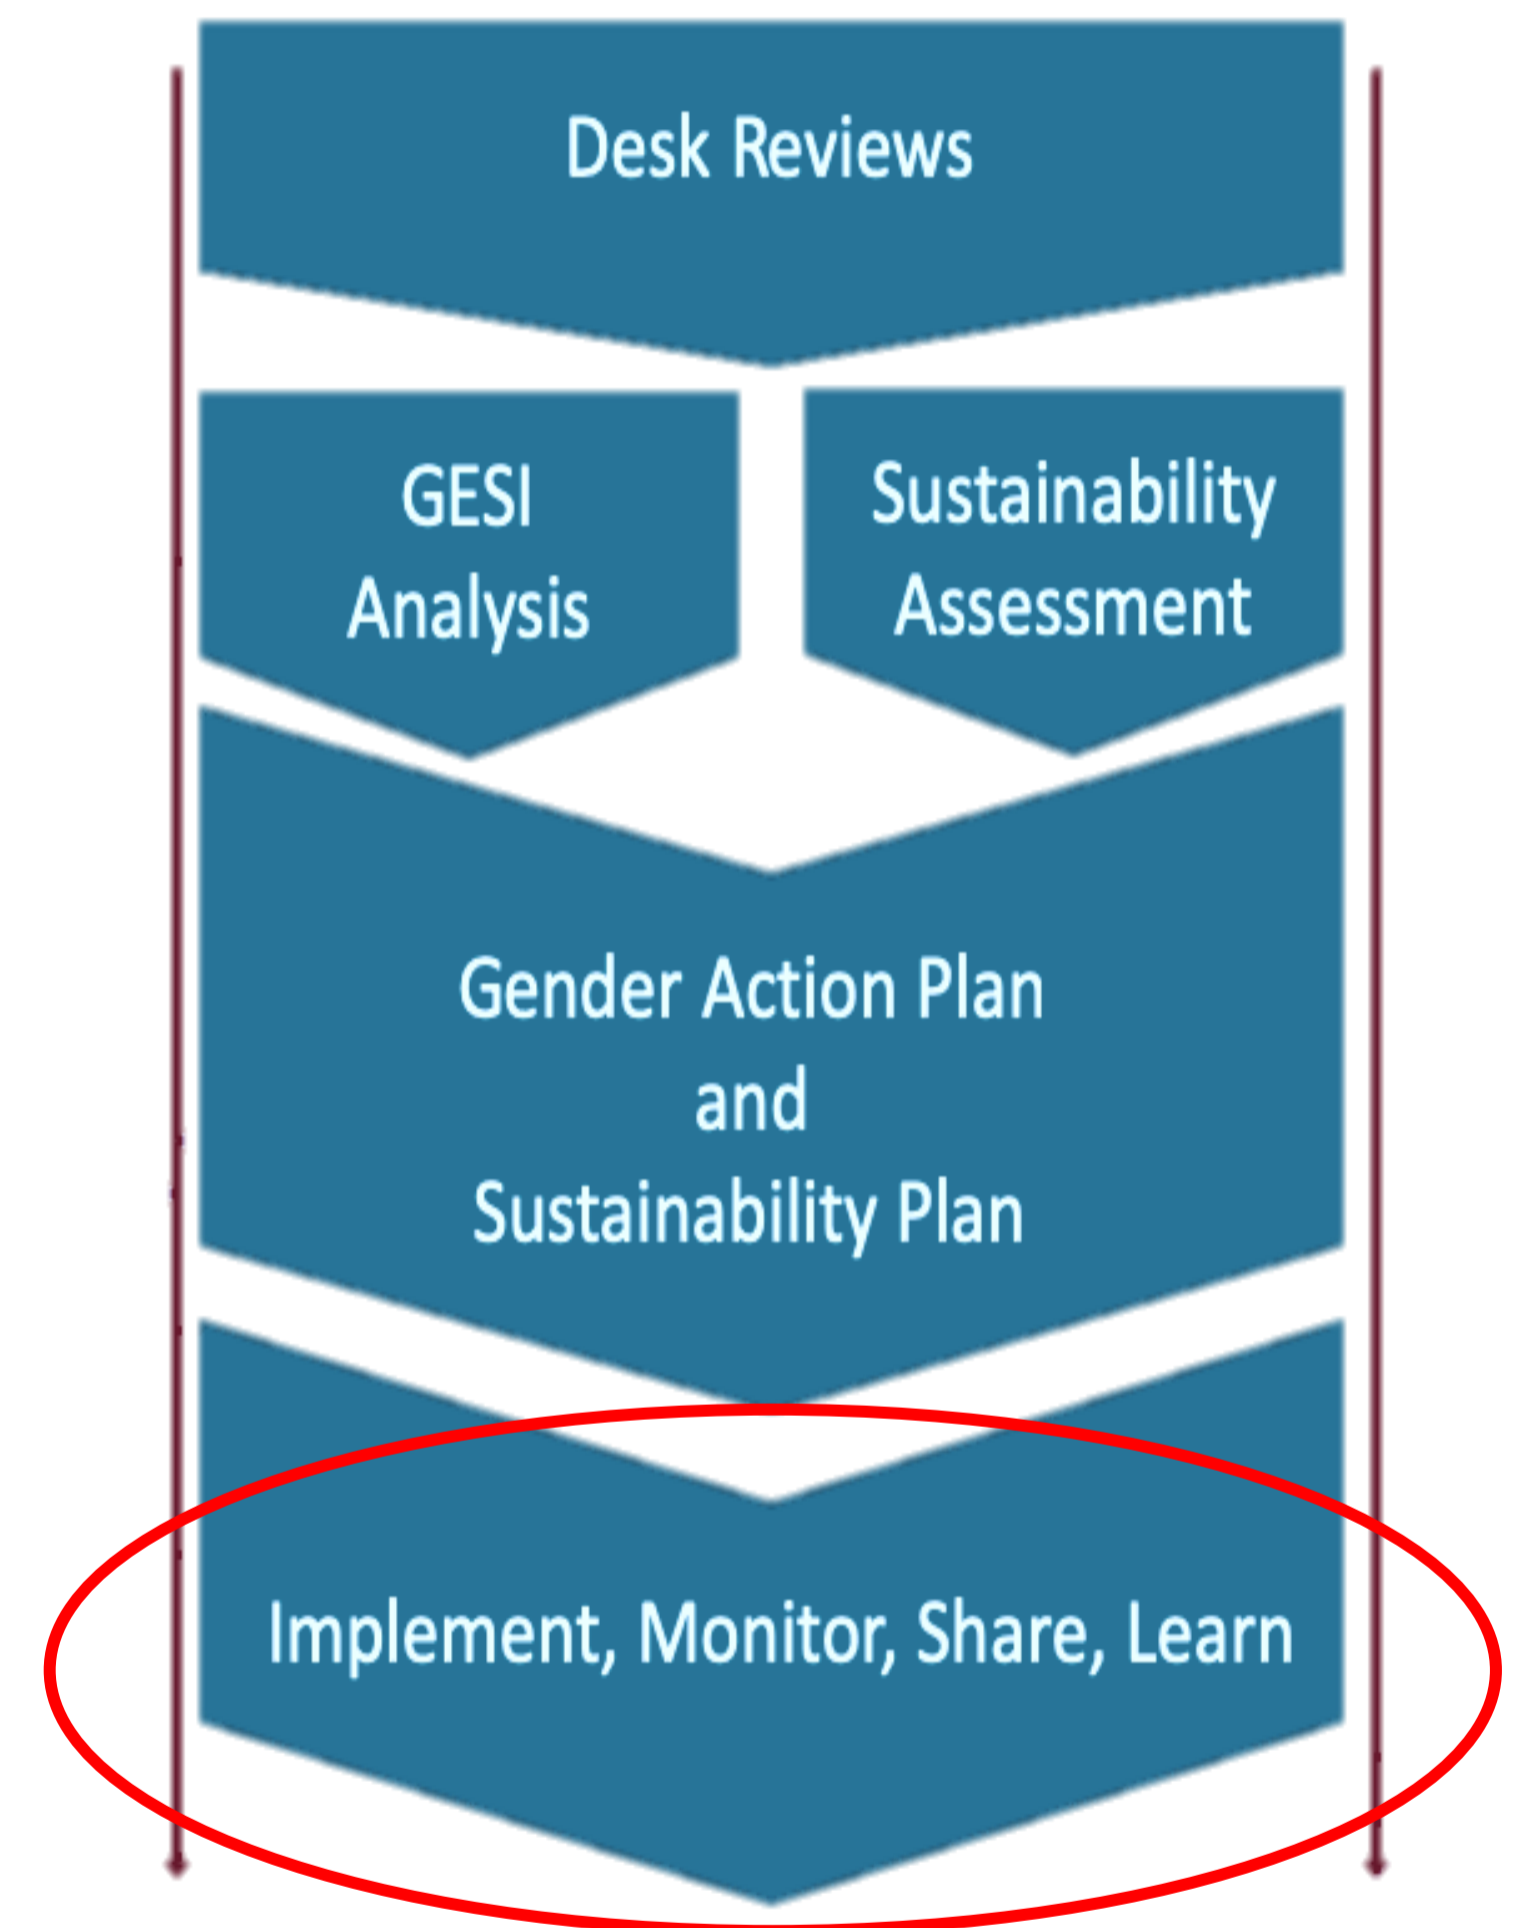 Desk Reviews
GESI
Analysis
Sustainability
Assessment
Gender Action Plan
and
Sustainability Plan
Implement, Monitor, Share, Learn